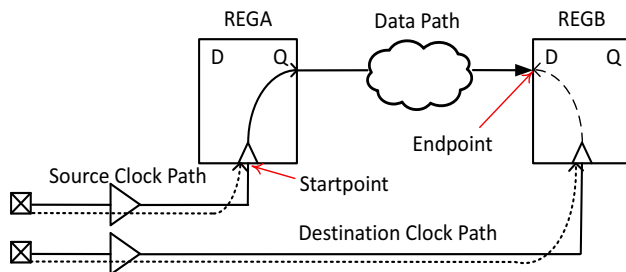 REGA
Data Path
REGB
D
Q
D
Q
Endpoint
Source Clock Path
Startpoint
Destination Clock Path